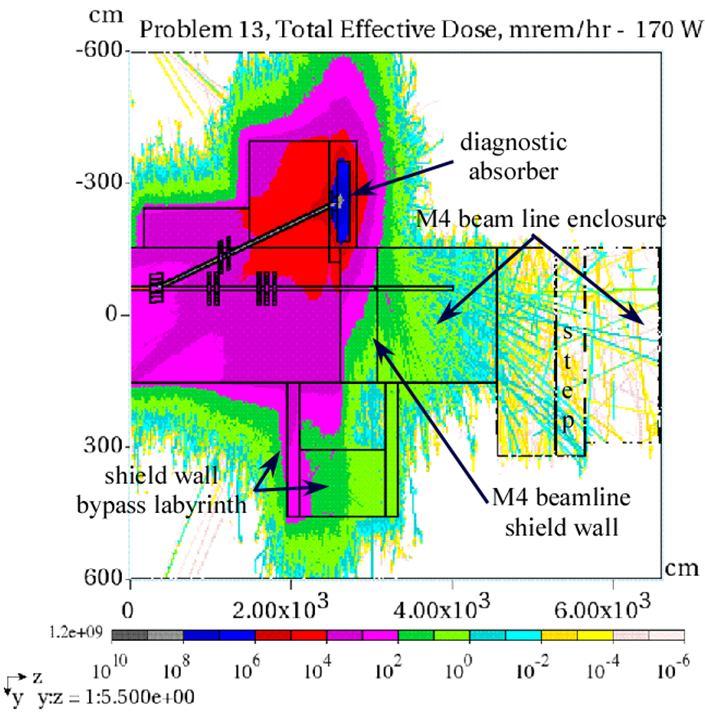 cm
Problem 13, Total Effective Dose, mrem/hr - 170 W
-600
diagnostic
absorber
-300
M4 beam line enclosure
0
step
300
shield wall
bypass labyrinth
M4 beamline
shield wall
600
cm
0
2.00x10³
4.00x10³
6.00x10³
1.2e+09
10¹⁰ 10⁸ 10⁶ 10⁴ 10² 10⁰ 10⁻² 10⁻⁴ 10⁻⁶
z
y y:z = 1:5.500e+00